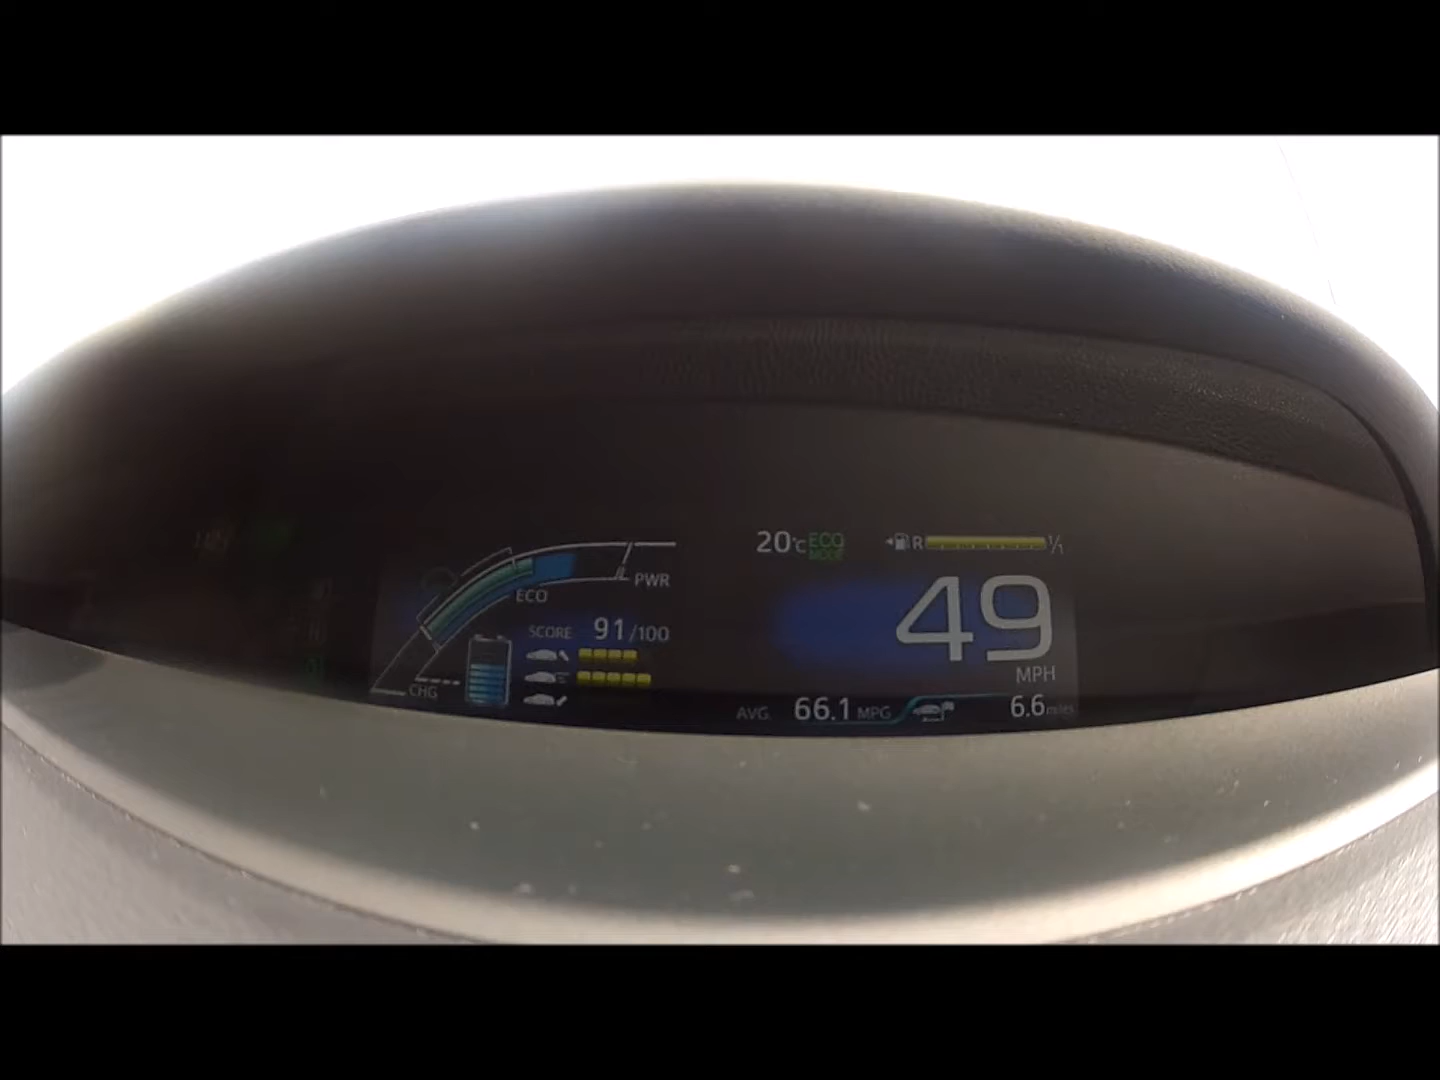 20°C ECO MODE R 1/1
PWR
ECO
49
SCORE 91/100
MPH
CHG
AVG. 66.1 MPG 6.6 miles